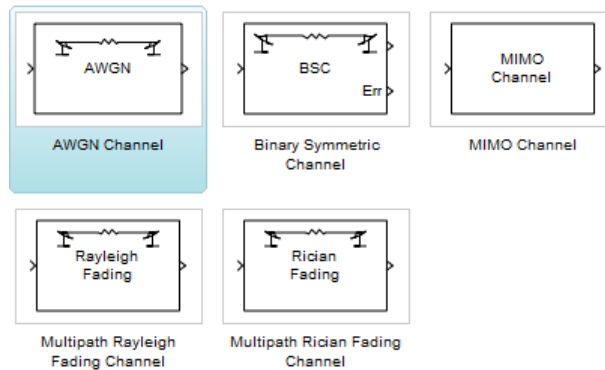 AWGN
AWGN Channel
BSC
Err
Binary Symmetric
Channel
MIMO
Channel
MIMO Channel
Rayleigh
Fading
Multipath Rayleigh
Fading Channel
Rician
Fading
Multipath Rician Fading
Channel